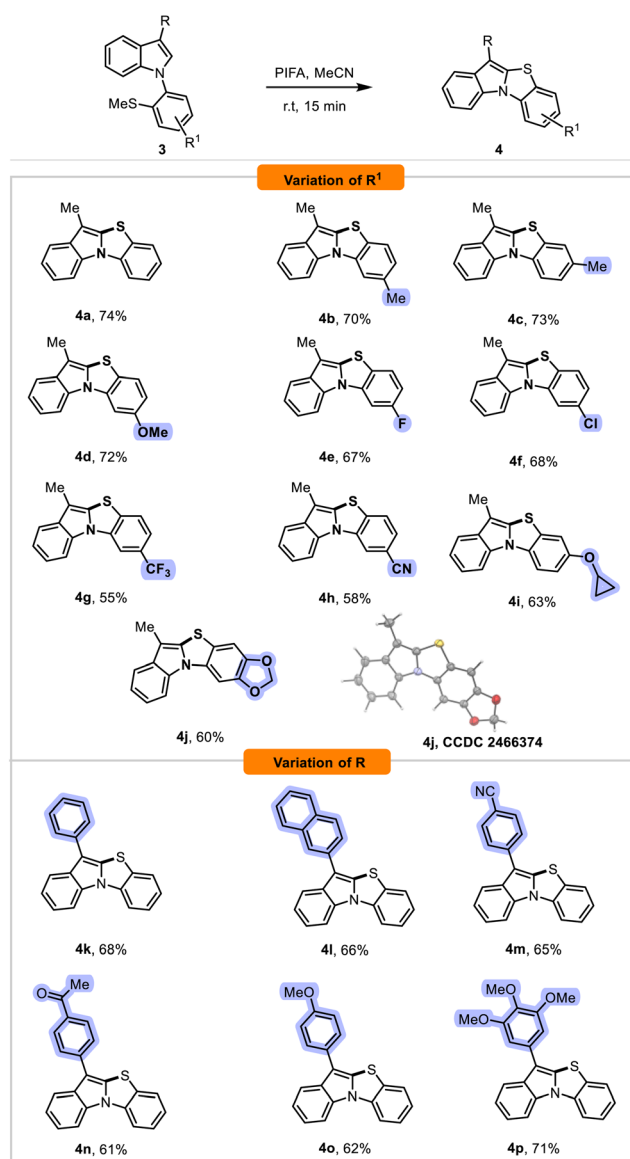 R
N
MeS
R¹
3
PIFA, MeCN
r.t, 15 min
R
S
N
R¹
4
Variation of R¹
Me
S
N
4a, 74%
Me
S
N
Me
4b, 70%
Me
S
N
Me
4c, 73%
Me
S
N
OMe
4d, 72%
Me
S
N
F
4e, 67%
Me
S
N
Cl
4f, 68%
Me
S
N
CF₃
4g, 55%
Me
S
N
CN
4h, 58%
Me
S
N
O
4i, 63%
Me
S
N
O
O
4j, 60%
4j, CCDC 2466374
Variation of R
S
N
4k, 68%
S
N
4l, 66%
NC
S
N
4m, 65%
O
Me
S
N
4n, 61%
MeO
S
N
4o, 62%
MeO
OMe
MeO
S
N
4p, 71%